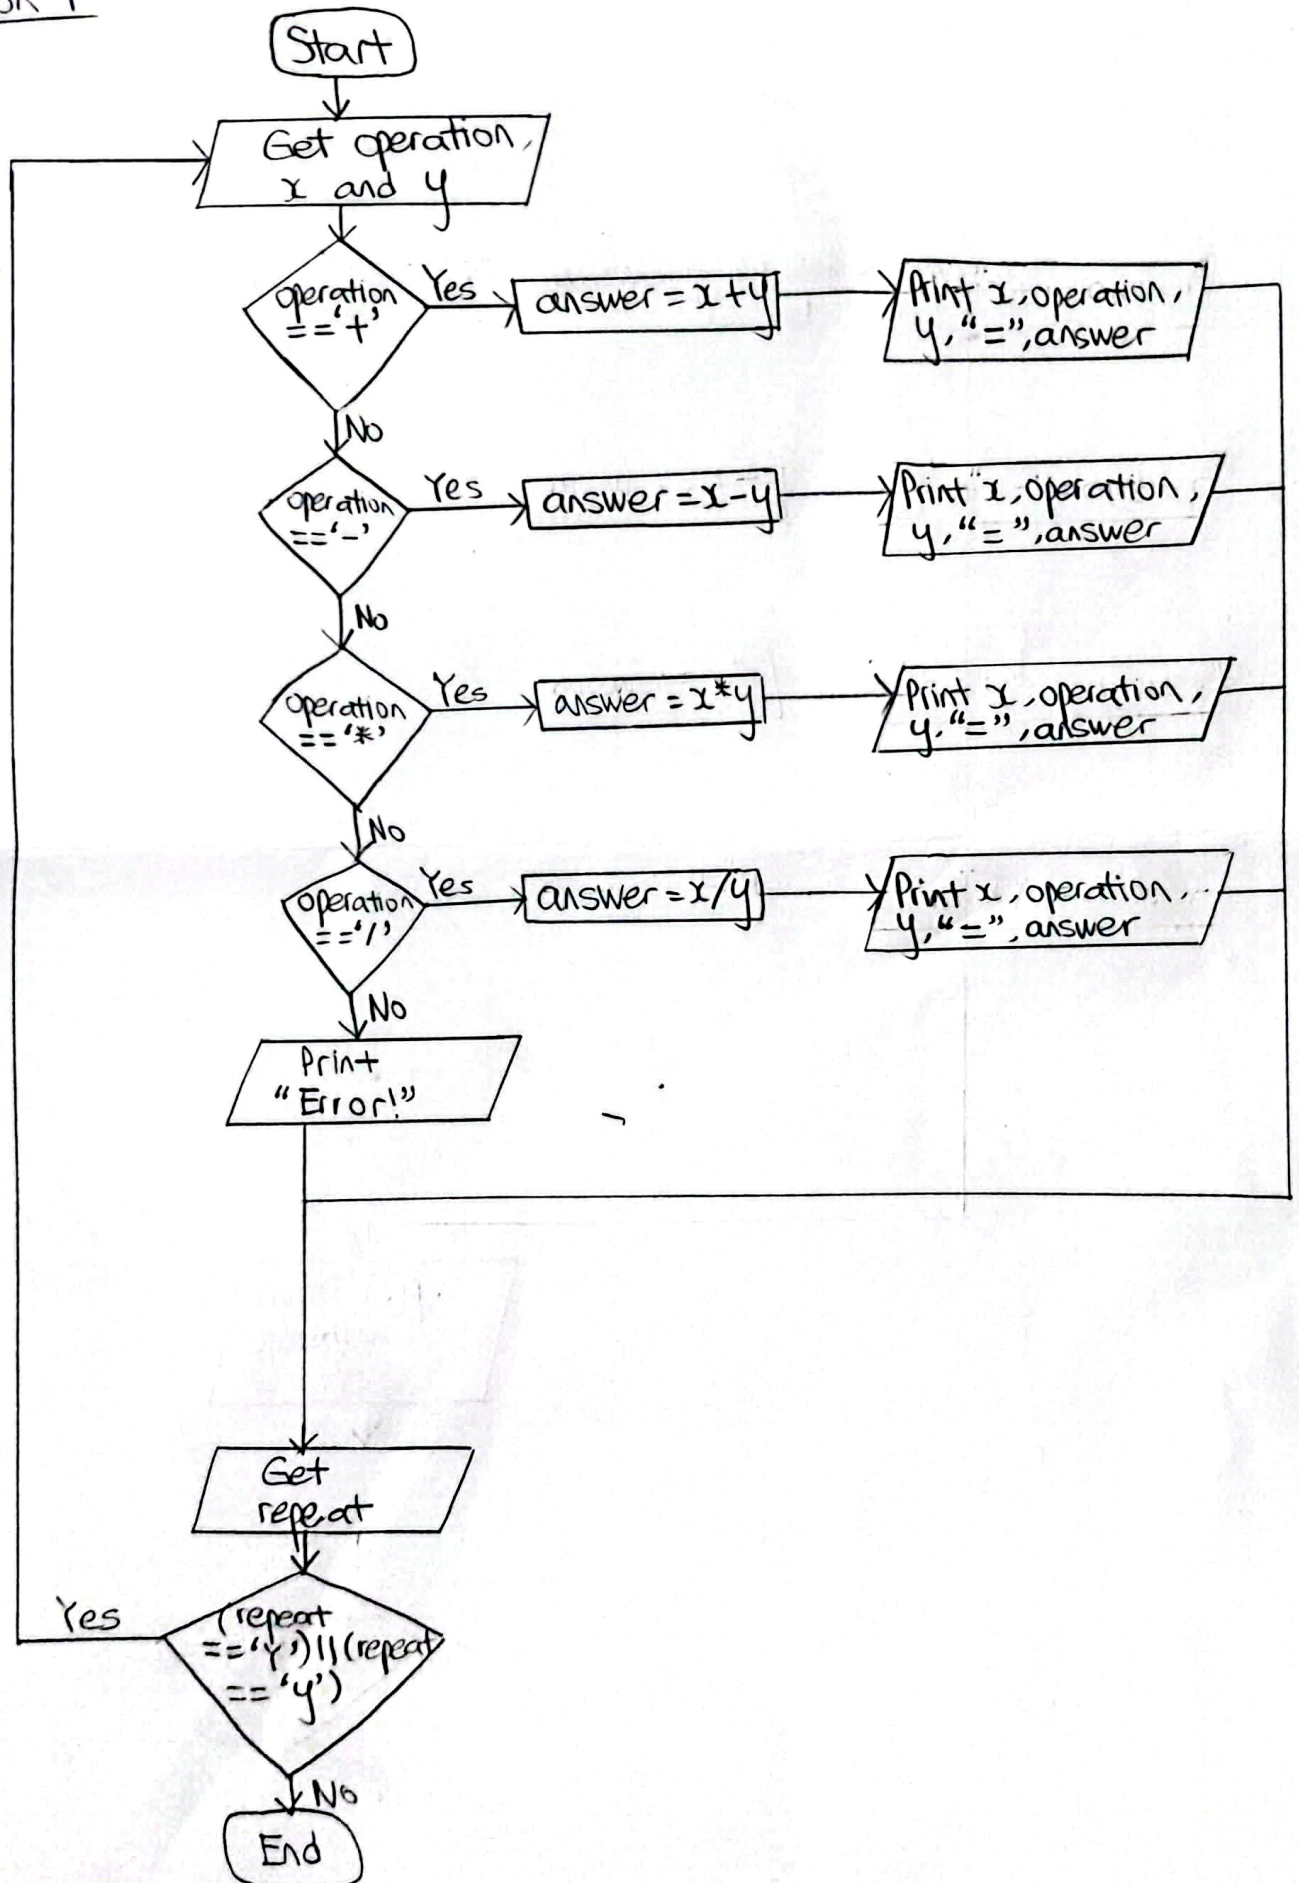 Start
Get operation,
x and y
operation
=='+'
Yes
answer = x+y
Print x, operation,
y, "=", answer
No
operation
=='-'
Yes
answer = x-y
Print x, operation,
y, "=", answer
No
operation
=='*'
Yes
answer = x*y
Print x, operation,
y, "=", answer
No
operation
=='/'
Yes
answer = x/y
Print x, operation,
y, "=", answer
No
Print
"Error!"
Get
repeat
(repeat
=='Y')||(repeat
=='y')
Yes
No
End